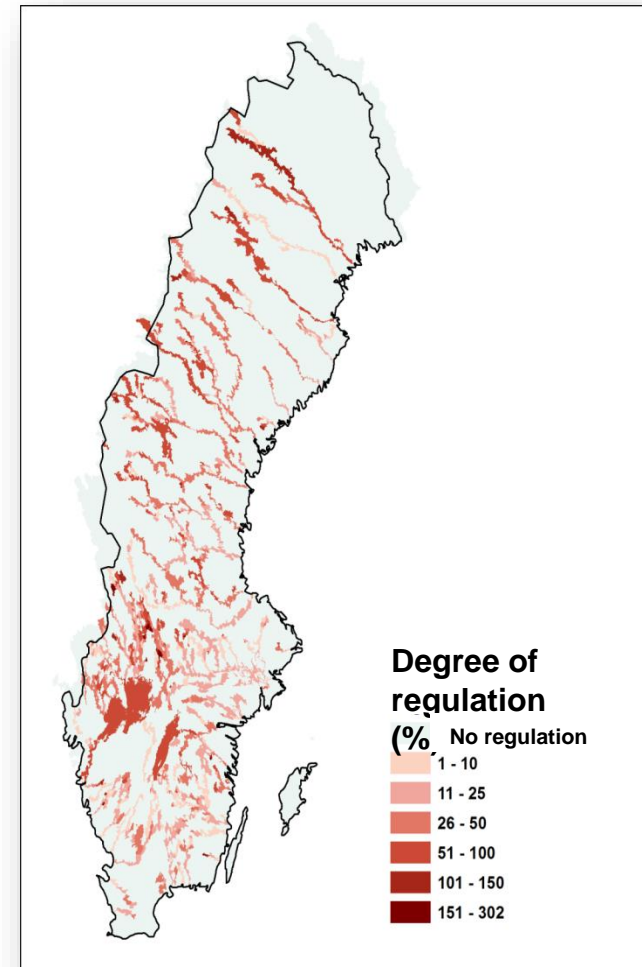 Degree of
regulation
(%) No regulation
1 - 10
11 - 25
26 - 50
51 - 100
101 - 150
151 - 302